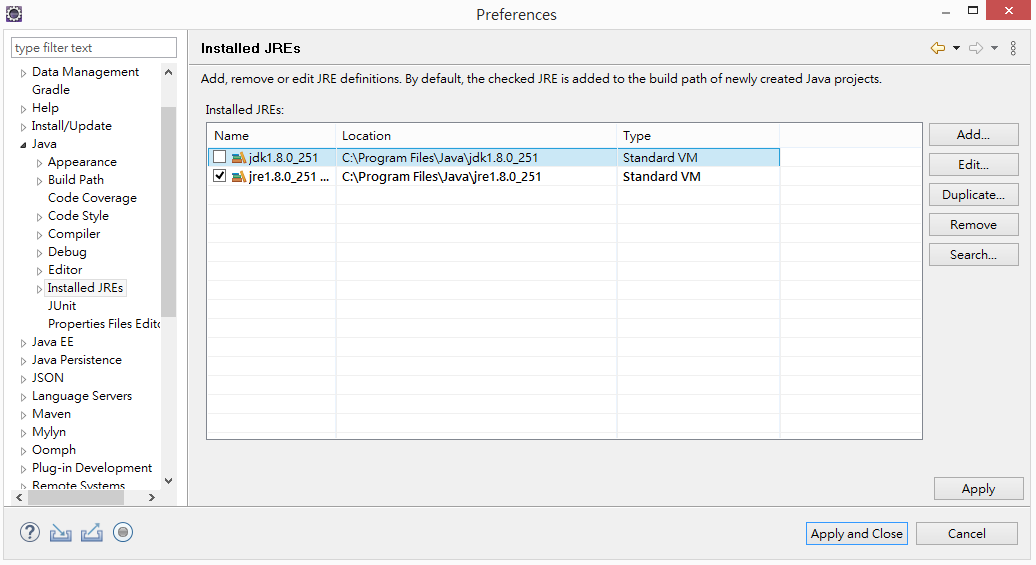 Preferences
type filter text
Data Management
Gradle
Help
Install/Update
Java
Appearance
Build Path
Code Coverage
Code Style
Compiler
Debug
Editor
Installed JREs
JUnit
Properties Files Edito
Java EE
Java Persistence
JSON
Language Servers
Maven
Mylyn
Oomph
Plug-in Development
Remote Systems
Installed JREs
Add, remove or edit JRE definitions. By default, the checked JRE is added to the build path of newly created Java projects.
Installed JREs:
Name Location Type
jdk1.8.0_251 C:\Program Files\Java\jdk1.8.0_251 Standard VM
jre1.8.0_251 ... C:\Program Files\Java\jre1.8.0_251 Standard VM
Add...
Edit...
Duplicate...
Remove
Search...
Apply
Apply and Close Cancel